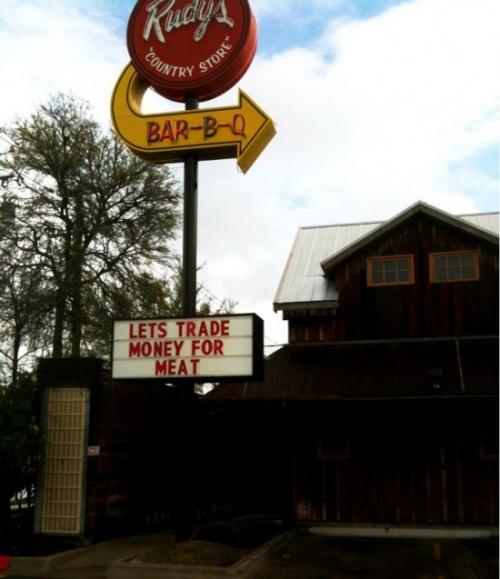 Rudy's
"COUNTRY STORE"
BAR-B-Q
LETS TRADE
MONEY FOR
MEAT